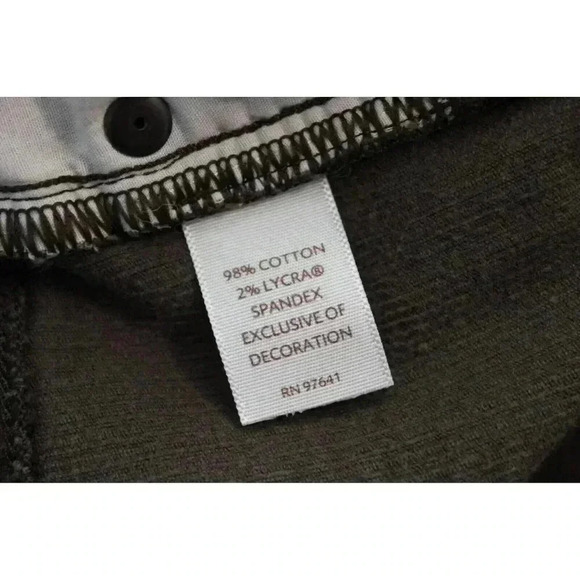 98% COTTON
2% LYCRA®
SPANDEX
EXCLUSIVE OF
DECORATION
RN 97641